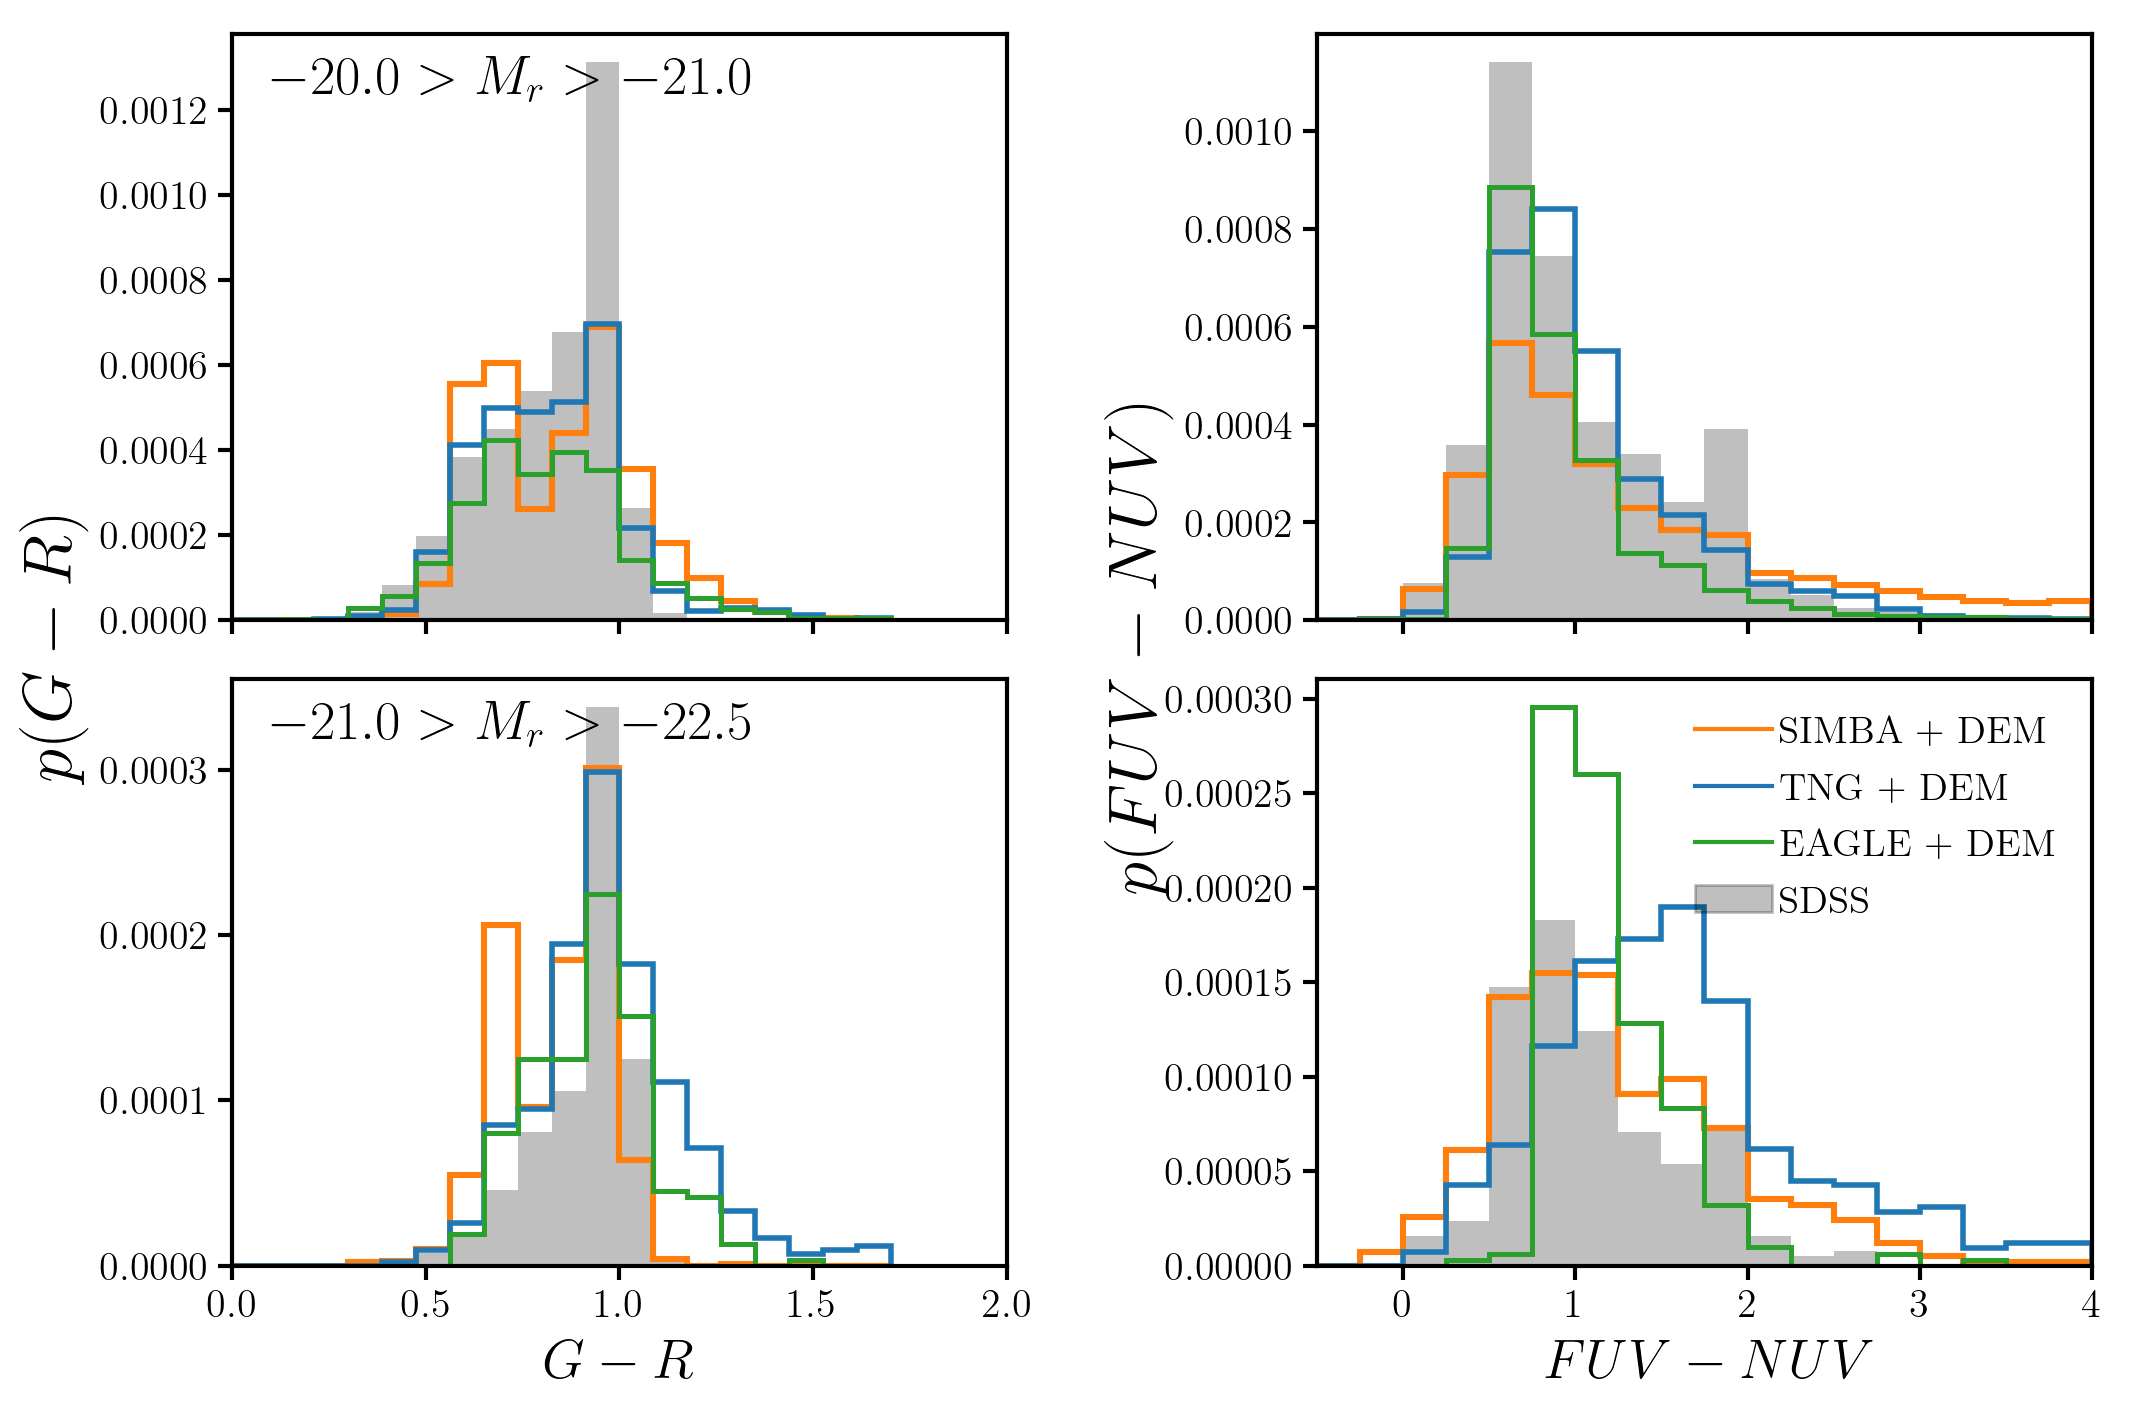 −20.0 > M_r > −21.0
0.0012
0.0010
0.0008
0.0006
0.0004
0.0002
0.0000
0.0010
0.0008
0.0006
0.0004
0.0002
0.0000
p(G − R)
p(FUV − NUV)
−21.0 > M_r > −22.5
0.0003
0.0002
0.0001
0.0000
0.0 0.5 1.0 1.5 2.0
G − R
0.00030
0.00025
0.00020
0.00015
0.00010
0.00005
0.00000
SIMBA + DEM
TNG + DEM
EAGLE + DEM
SDSS
0 1 2 3 4
FUV − NUV